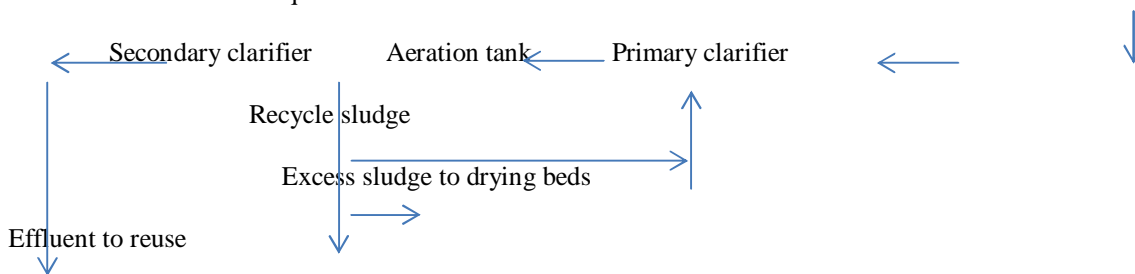 Secondary clarifier Aeration tank Primary clarifier
Recycle sludge
Excess sludge to drying beds
Effluent to reuse